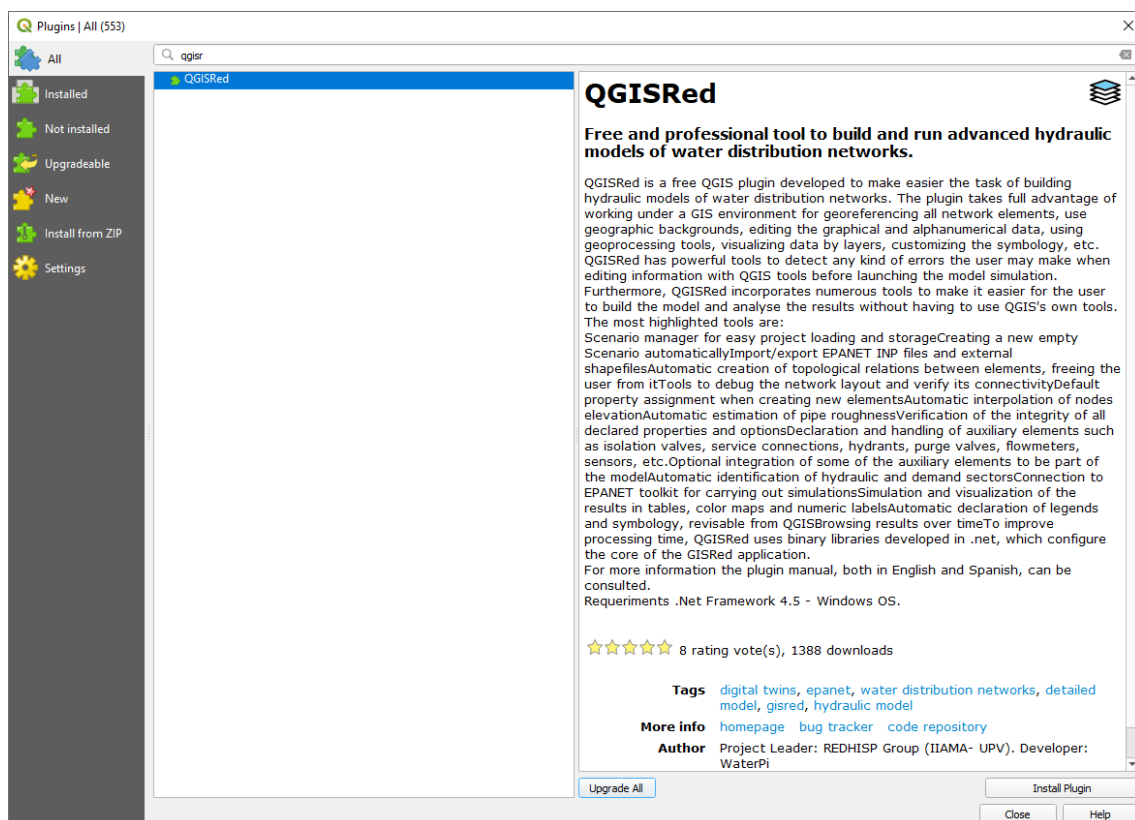 Plugins | All (553)
All
Installed
Not installed
Upgradeable
New
Install from ZIP
Settings
qgisr
QGISRed
QGISRed
Free and professional tool to build and run advanced hydraulic
models of water distribution networks.
QGISRed is a free QGIS plugin developed to make easier the task of building
hydraulic models of water distribution networks. The plugin takes full advantage of
working under a GIS environment for georeferencing all network elements, use
geographic backgrounds, editing the graphical and alphanumerical data, using
geoprocessing tools, visualizing data by layers, customizing the symbology, etc.
QGISRed has powerful tools to detect any kind of errors the user may make when
editing information with QGIS tools before launching the model simulation.
Furthermore, QGISRed incorporates numerous tools to make it easier for the user
to build the model and analyse the results without having to use QGIS's own tools.
The most highlighted tools are:
Scenario manager for easy project loading and storageCreating a new empty
Scenario automaticallyImport/export EPANET INP files and external
shapefilesAutomatic creation of topological relations between elements, freeing the
user from itTools to debug the network layout and verify its connectivityDefault
property assignment when creating new elementsAutomatic interpolation of nodes
elevationAutomatic estimation of pipe roughnessVerification of the integrity of all
declared properties and optionsDeclaration and handling of auxiliary elements such
as isolation valves, service connections, hydrants, purge valves, flowmeters,
sensors, etc.Optional integration of some of the auxiliary elements to be part of
the modelAutomatic identification of hydraulic and demand sectorsConnection to
EPANET toolkit for carrying out simulationsSimulation and visualization of the
results in tables, color maps and numeric labelsAutomatic declaration of legends
and symbology, revisable from QGISBrowsing results over timeTo improve
processing time, QGISRed uses binary libraries developed in .net, which configure
the core of the GISRed application.
For more information the plugin manual, both in English and Spanish, can be
consulted.
Requeriments .Net Framework 4.5 - Windows OS.
8 rating vote(s), 1388 downloads
Tags digital twins, epanet, water distribution networks, detailed
model, gisred, hydraulic model
More info homepage bug tracker code repository
Author Project Leader: REDHISP Group (IIAMA- UPV). Developer:
WaterPi
Upgrade All
Install Plugin
Close
Help